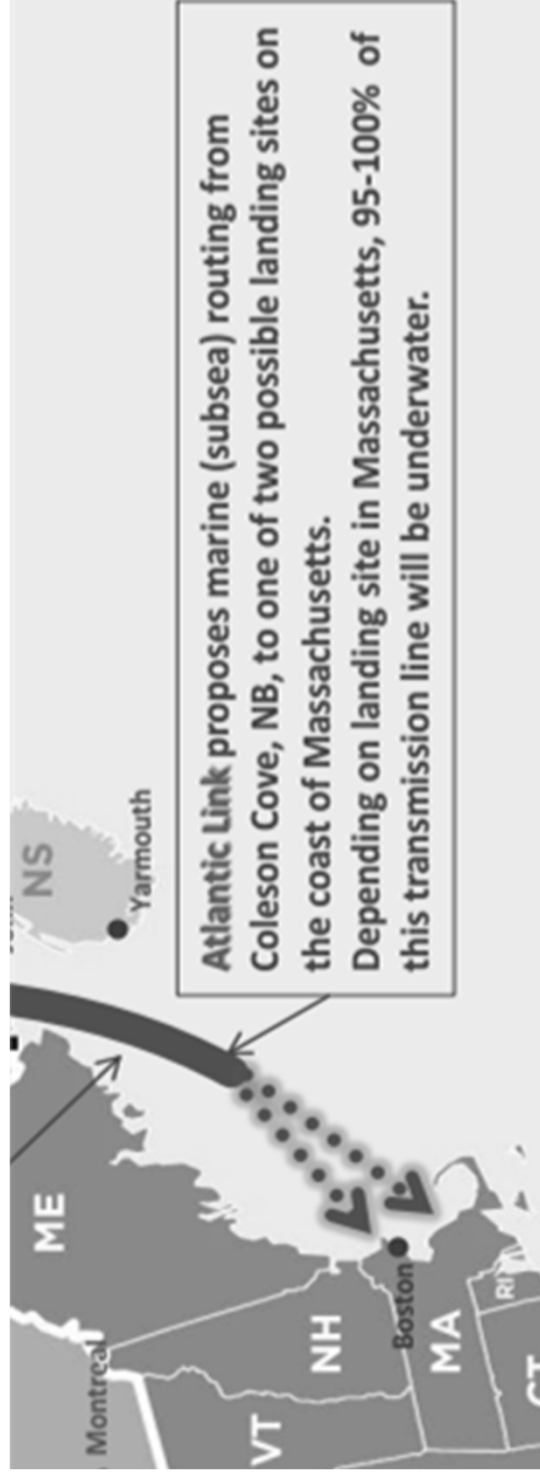 NS
Yarmouth
ME
Montreal
NH
VT
Boston
MA
RI
CT
Atlantic Link proposes marine (subsea) routing from
Coleson Cove, NB, to one of two possible landing sites on
the coast of Massachusetts.
Depending on landing site in Massachusetts, 95-100% of
this transmission line will be underwater.